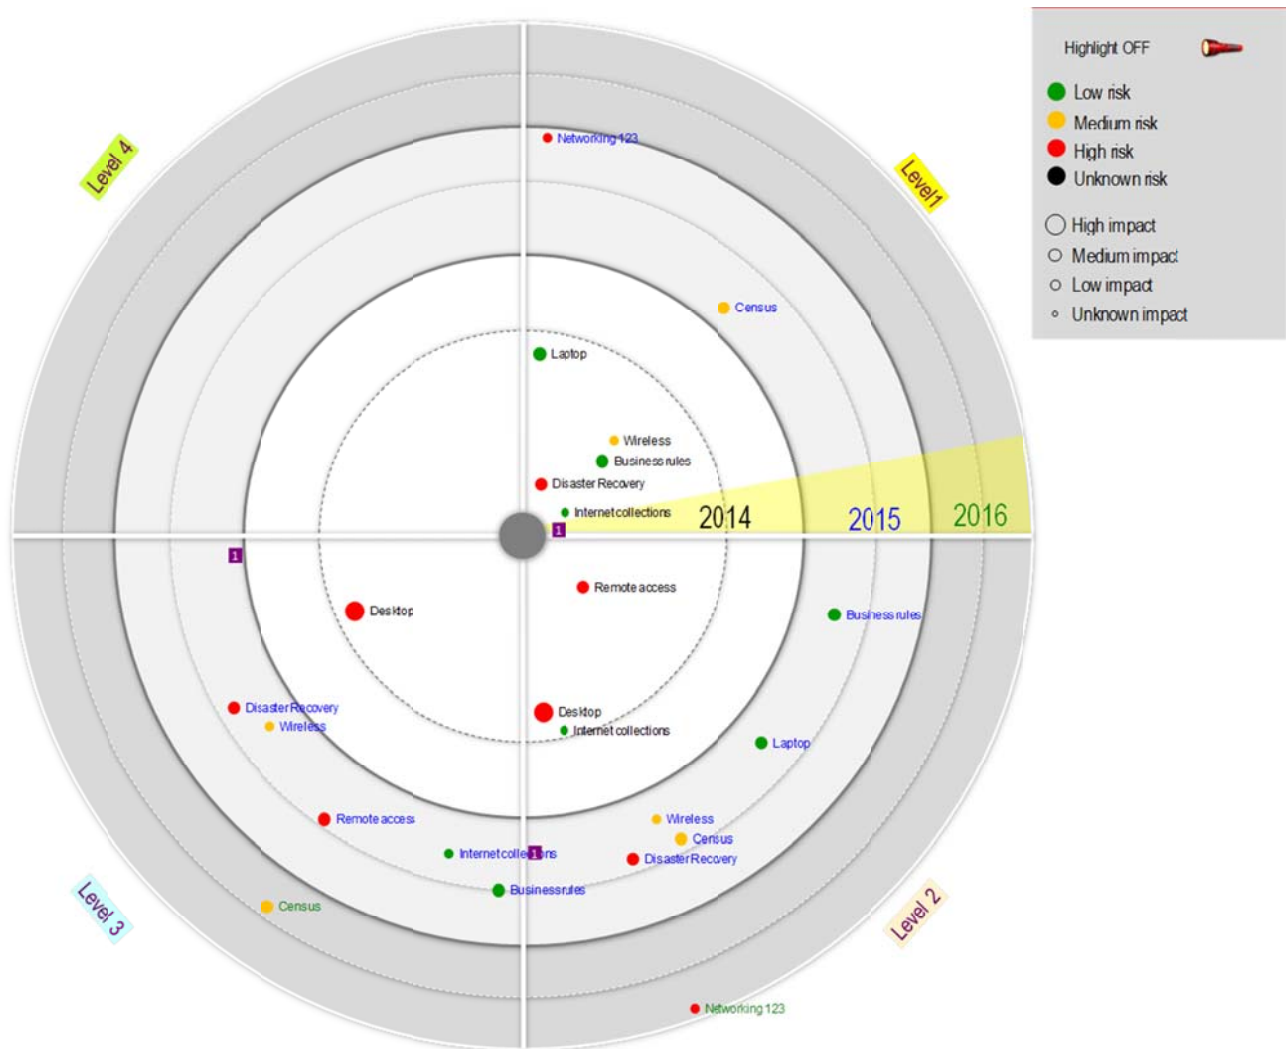 Highlight OFF
Low risk
Medium risk
High risk
Unknown risk
High impact
Medium impact
Low impact
Unknown impact
Level 4
Level1
Networking 123
Census
Laptop
Wireless
Business rules
Disaster Recovery
Internet collections
1
2014
2015
2016
1
Remote access
Desktop
Business rules
Disaster Recovery
Wireless
Desktop
Internet collections
Laptop
Remote access
Wireless
Census
Internet collections
1
Disaster Recovery
Business rules
Level 3
Census
Level 2
Networking 123